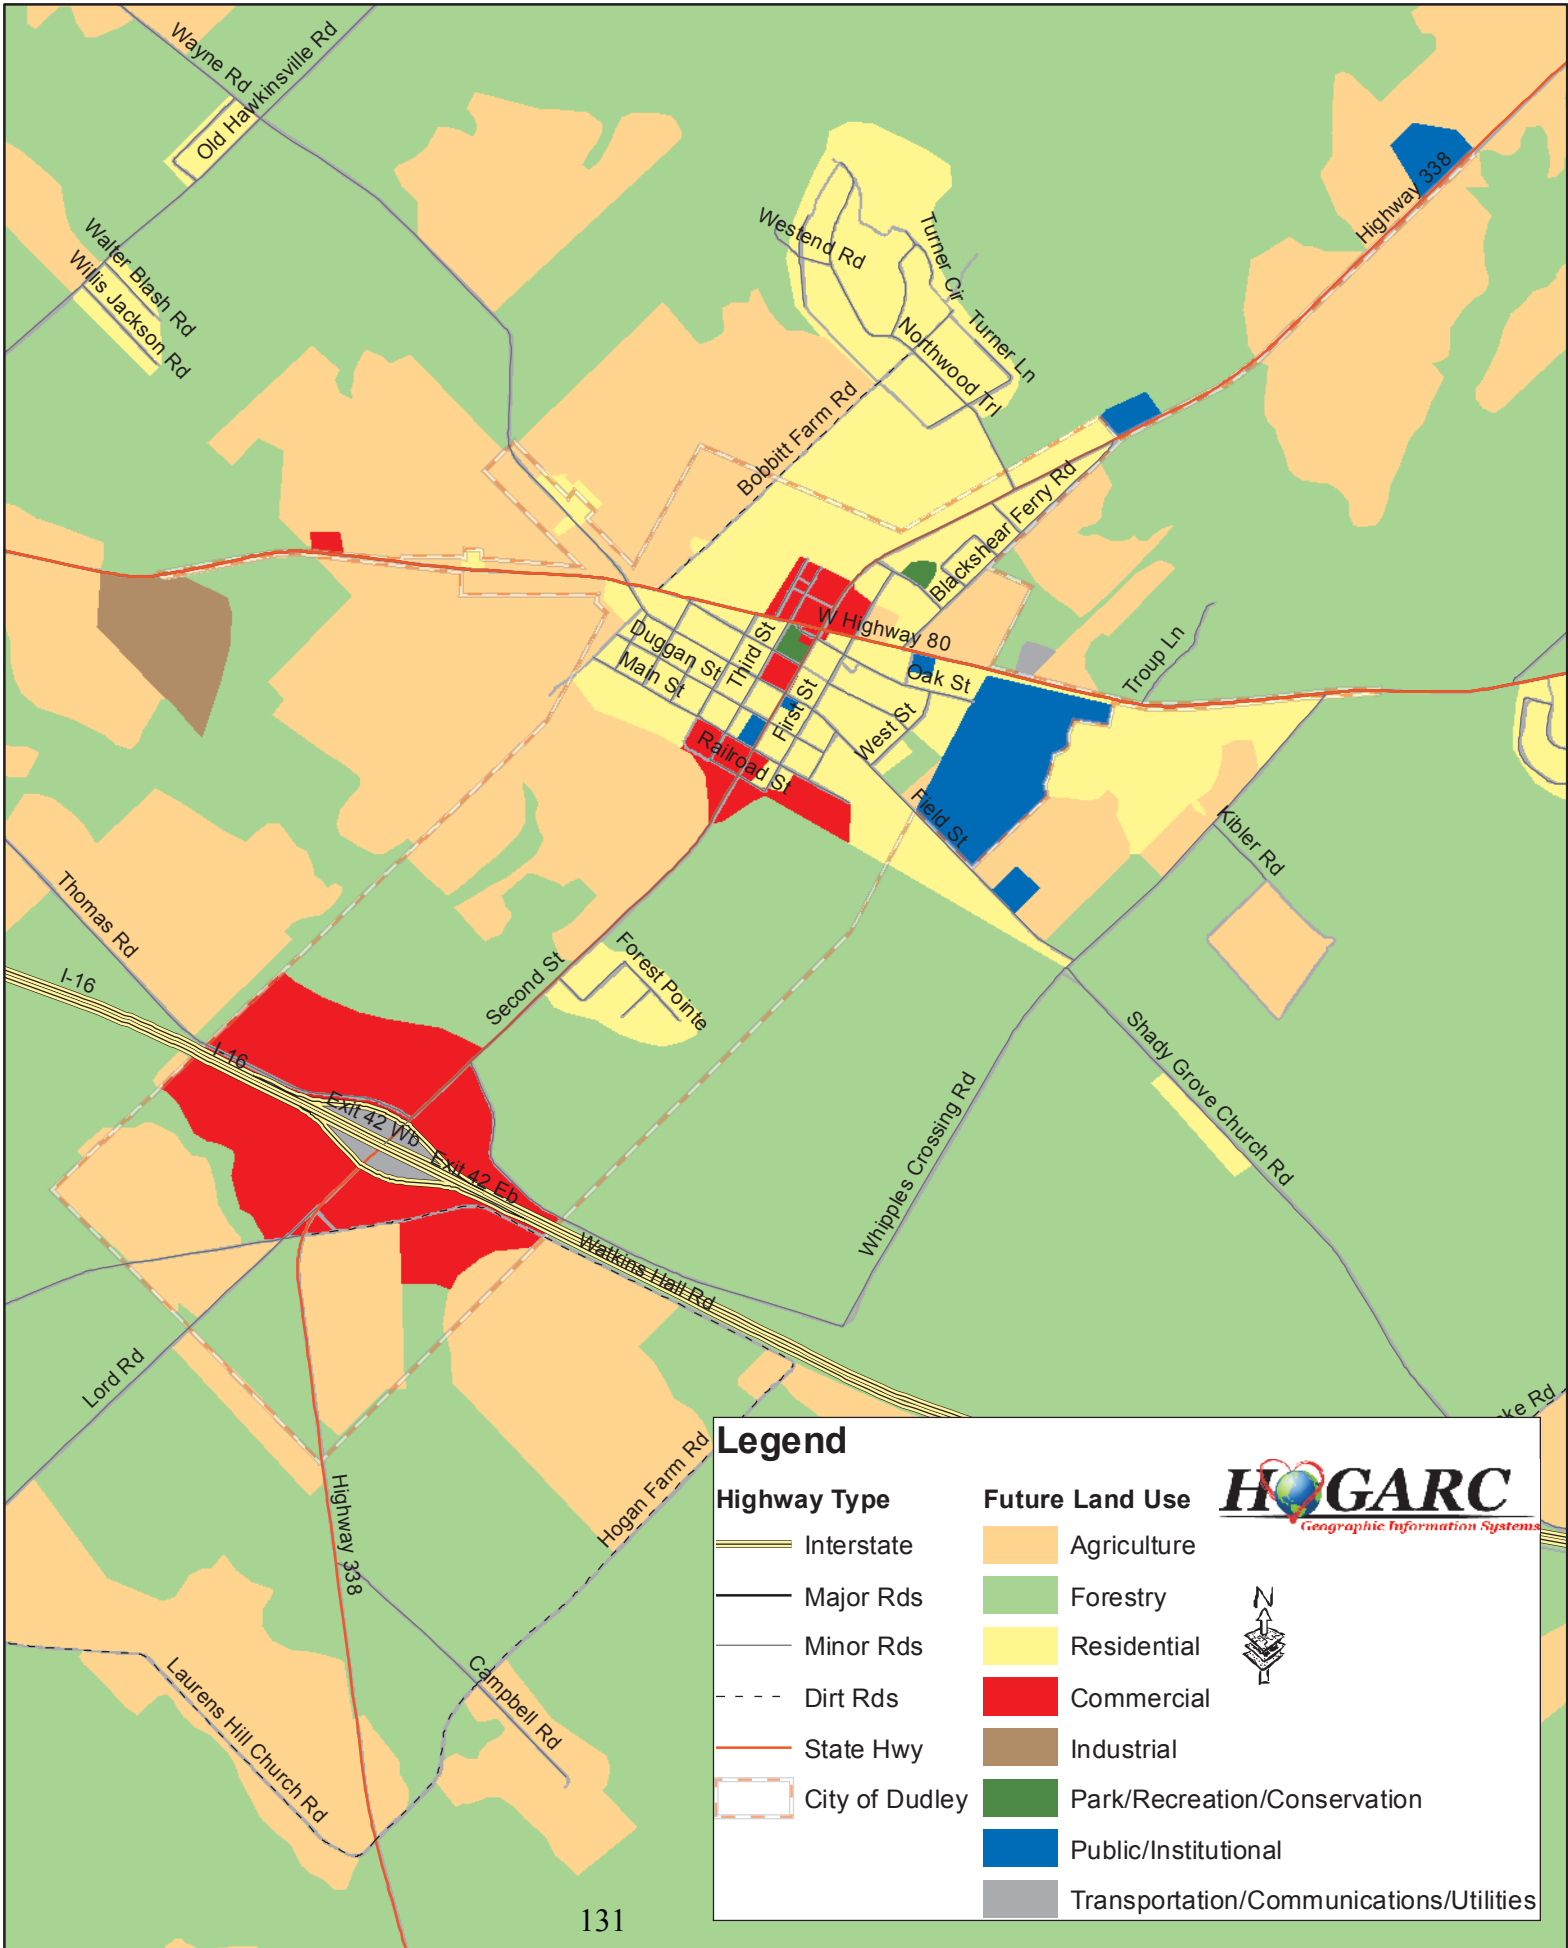 Wayne Rd
Old Hawkinsville Rd
Walter Blash Rd
Willis Jackson Rd
Westend Rd
Turner Cir
Turner Ln
Northwood Trl
Highway 338
Bobbitt Farm Rd
Blackshear Ferry Rd
W Highway 80
Duggan St
Main St
Third St
First St
Oak St
West St
Troup Ln
Railroad St
Field St
Kibler Rd
Thomas Rd
I-16
Second St
Forest Pointe
I-16
Exit 42 Wb
Exit 42 Eb
Shady Grove Church Rd
Whipples Crossing Rd
Watkins Hall Rd
Lord Rd
Hogan Farm Rd
Highway 338
Campbell Rd
Laurens Hill Church Rd
ke Rd
Legend
Highway Type
Interstate
Major Rds
Minor Rds
Dirt Rds
State Hwy
City of Dudley
Future Land Use
Agriculture
Forestry
Residential
Commercial
Industrial
Park/Recreation/Conservation
Public/Institutional
Transportation/Communications/Utilities
HOGARC
Geographic Information Systems
N
131